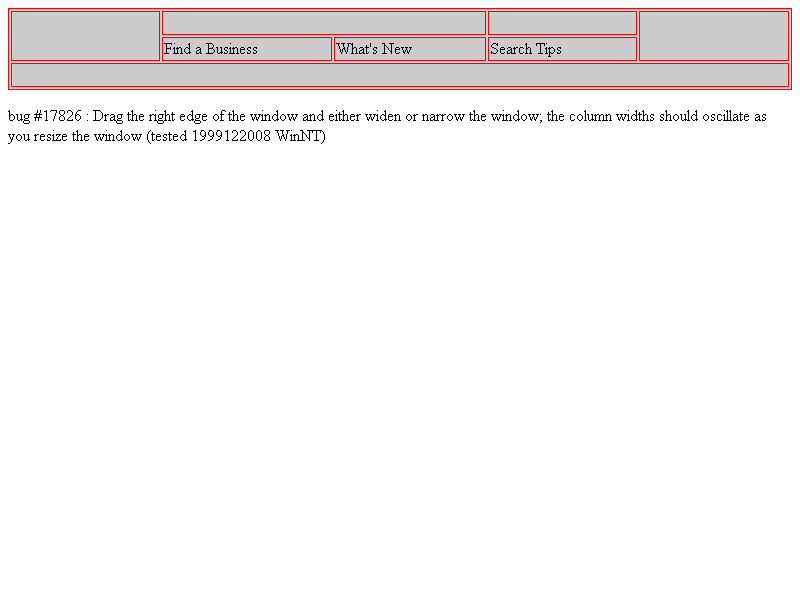 Find a Business What's New Search Tips
bug #17826 : Drag the right edge of the window and either widen or narrow the window; the column widths should oscillate as
you resize the window (tested 1999122008 WinNT)